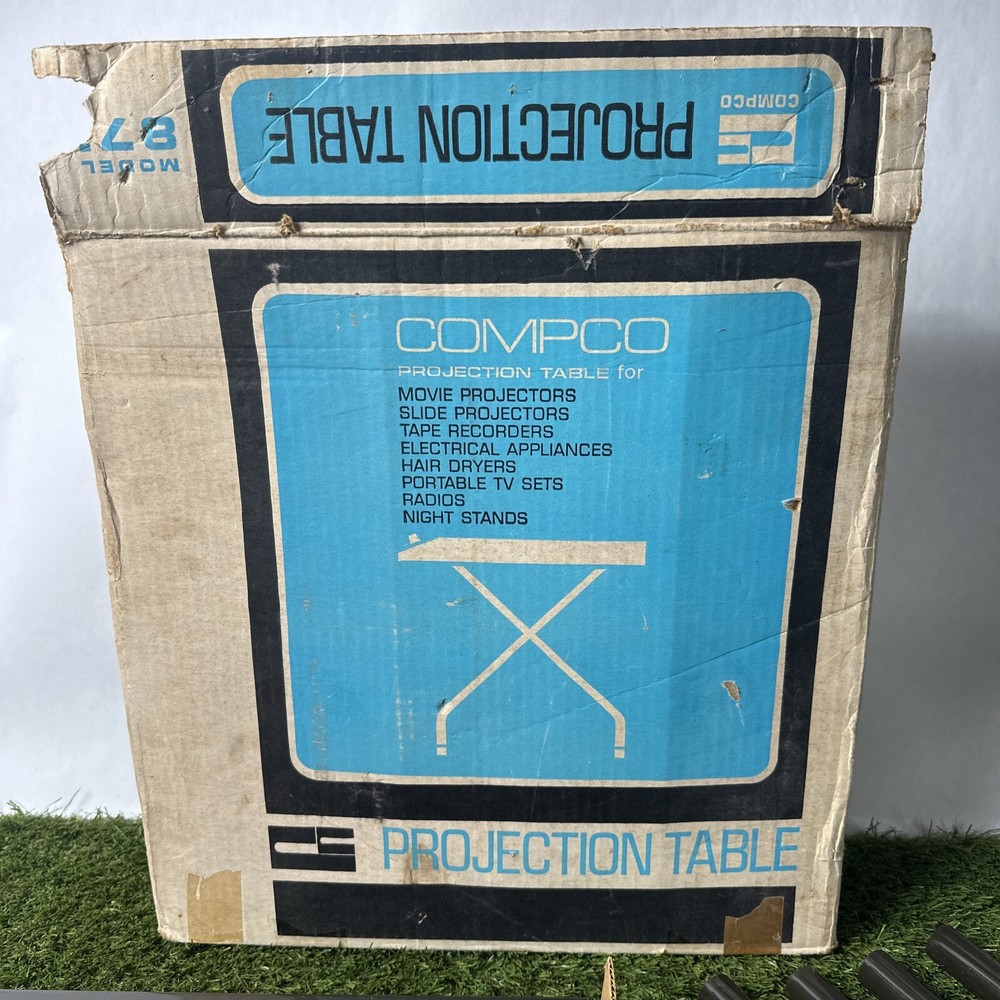 MODEL
87
PROJECTION TABLE
COMPCO
COMPCO
PROJECTION TABLE for
MOVIE PROJECTORS
SLIDE PROJECTORS
TAPE RECORDERS
ELECTRICAL APPLIANCES
HAIR DRYERS
PORTABLE TV SETS
RADIOS
NIGHT STANDS
PROJECTION TABLE